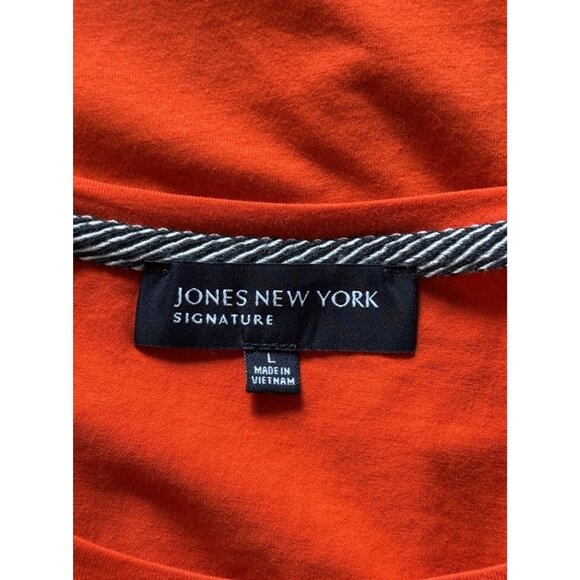 JONES NEW YORK
SIGNATURE
L
MADE IN
VIETNAM